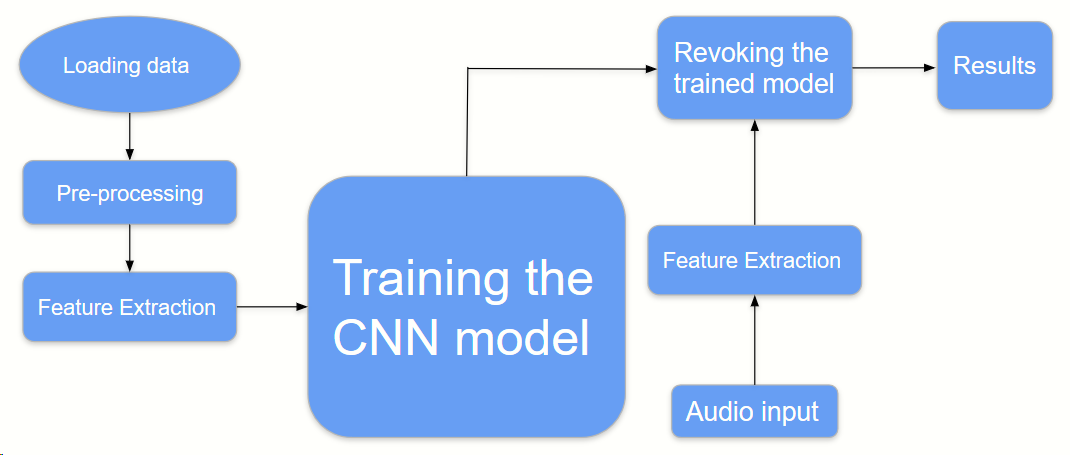 Loading data
Pre-processing
Feature Extraction
Training the
CNN model
Revoking the
trained model
Results
Feature Extraction
Audio input